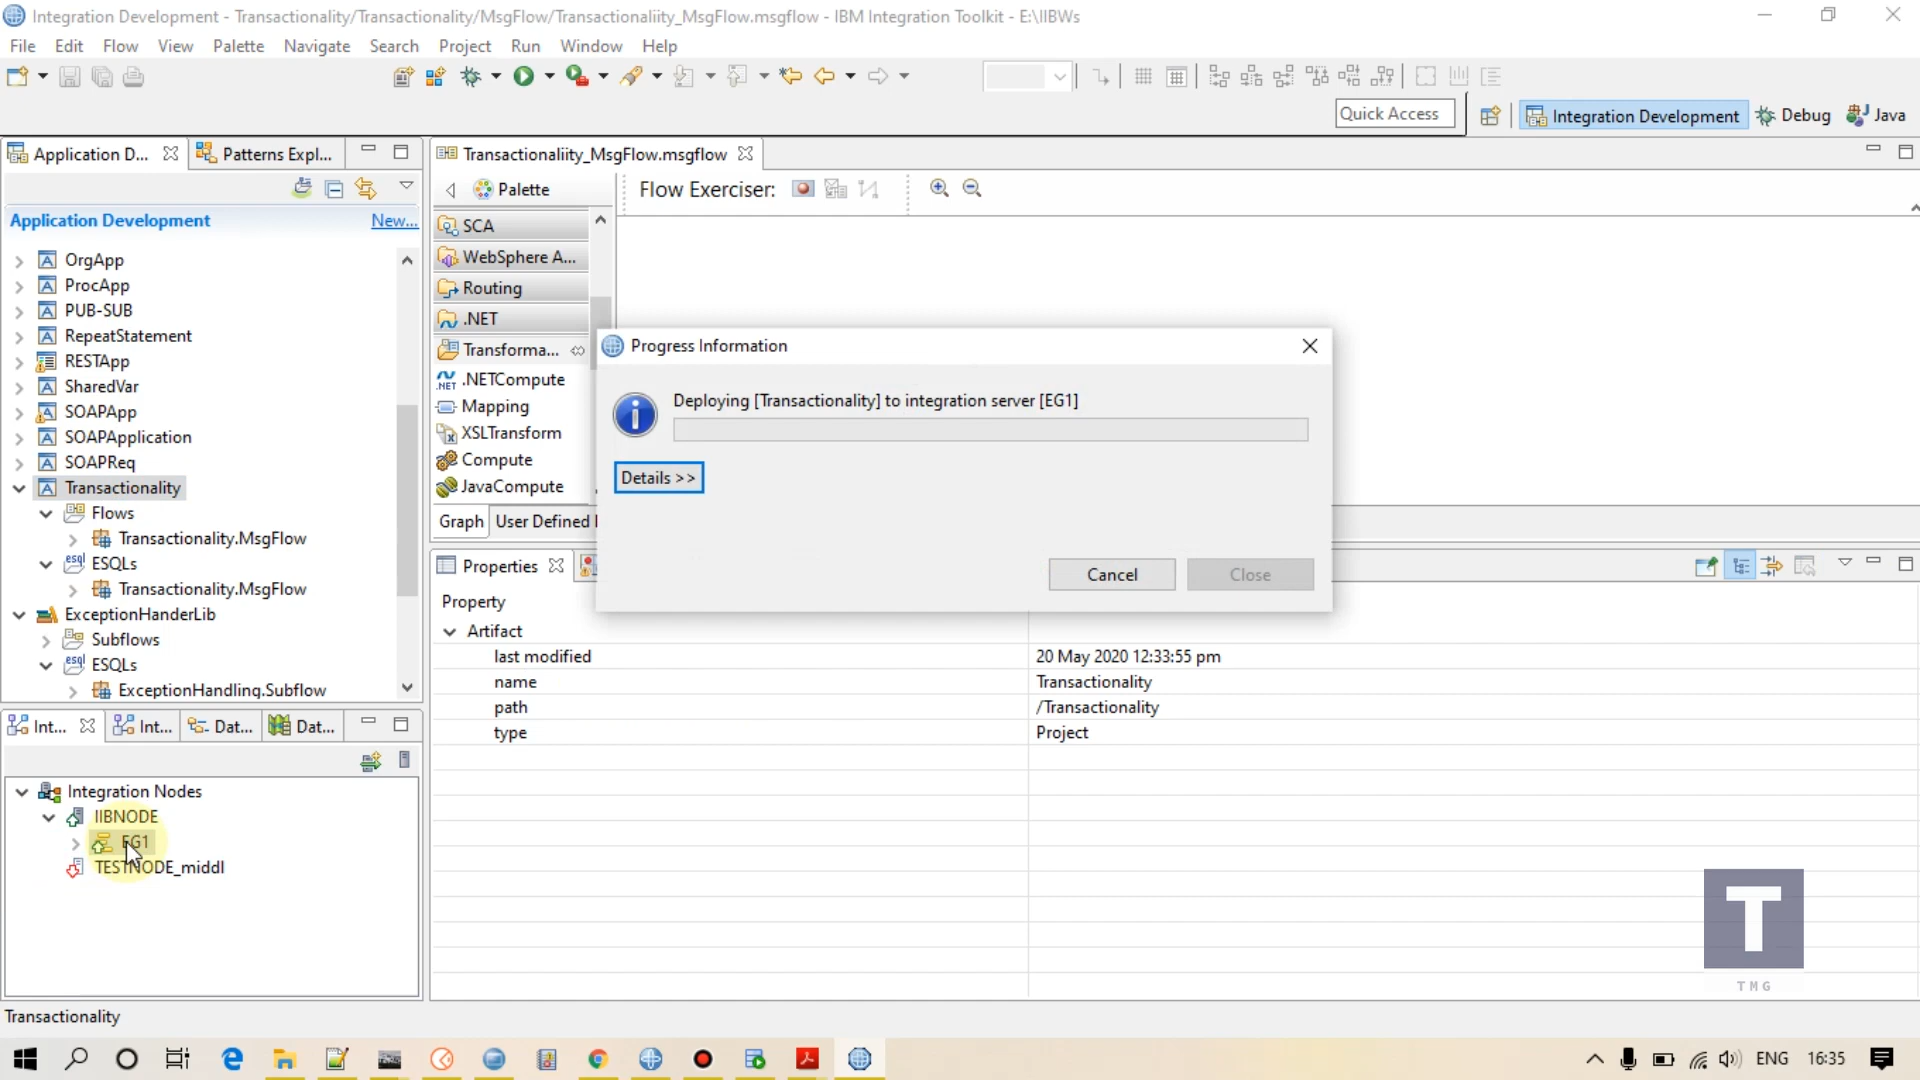 Integration Development - Transactionality/Transactionality/MsgFlow/Transactionaliity_MsgFlow.msgflow - IBM Integration Toolkit - E:\IIBWs
File Edit Flow View Palette Navigate Search Project Run Window Help
Quick Access
Integration Development
Debug
Java
Application D...
Patterns Expl...
Application Development
New...
OrgApp
ProcApp
PUB-SUB
RepeatStatement
RESTApp
SharedVar
SOAPApp
SOAPApplication
SOAPReq
Transactionality
Flows
Transactionality.MsgFlow
ESQLs
Transactionality.MsgFlow
ExceptionHanderLib
Subflows
ESQLs
ExceptionHandling.Subflow
Int...
Int...
Dat...
Dat...
Integration Nodes
IIBNODE
EG1
TESTNODE_middl
Transactionaliity_MsgFlow.msgflow
Palette
Flow Exerciser:
SCA
WebSphere A...
Routing
.NET
Transforma...
.NETCompute
Mapping
XSLTransform
Compute
JavaCompute
Graph
User Defined
Progress Information
Deploying [Transactionality] to integration server [EG1]
Details >>
Cancel
Close
Properties
Property
Artifact
last modified 20 May 2020 12:33:55 pm
name Transactionality
path /Transactionality
type Project
T
TMG
Transactionality
ENG 16:35